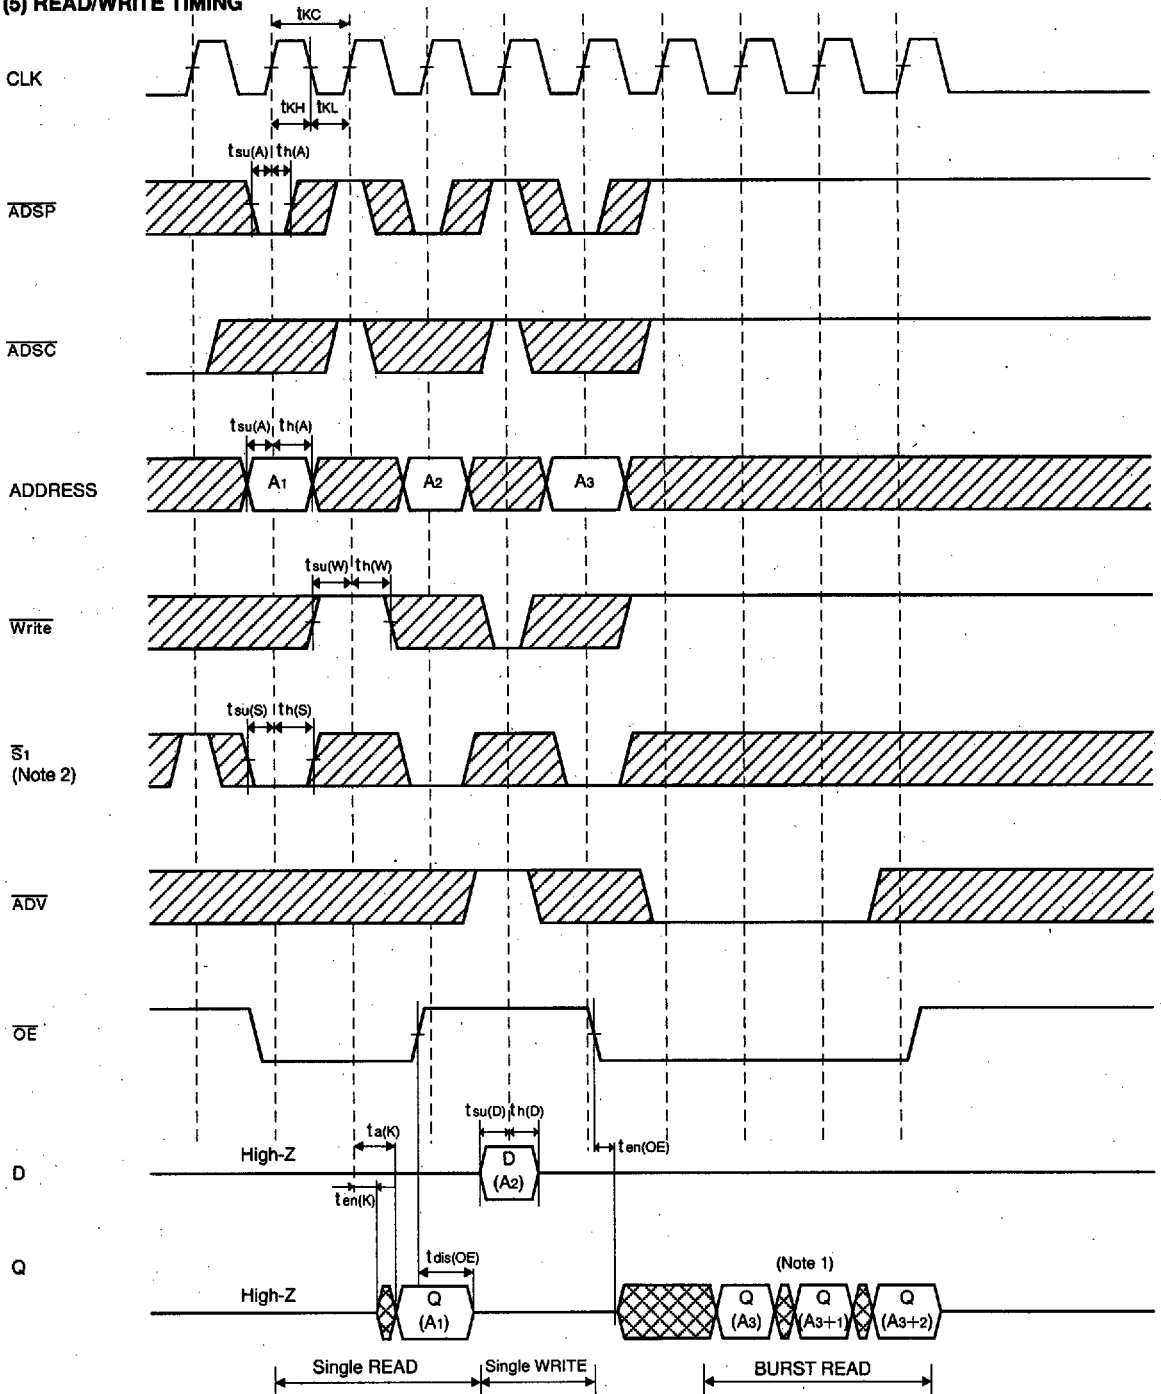 (5) READ/WRITE TIMING
tKC
CLK
tKH tKL
tsu(A) th(A)
ADSP
ADSC
tsu(A) th(A)
ADDRESS
A1 A2 A3
tsu(W) th(W)
Write
tsu(S) th(S)
S1
(Note 2)
ADV
OE
tsu(D) th(D)
ta(K)
ten(OE)
High-Z
D
D
(A2)
ten(K)
tdis(OE)
Q
(Note 1)
High-Z
Q Q Q Q
(A1) (A3) (A3+1) (A3+2)
Single READ Single WRITE BURST READ